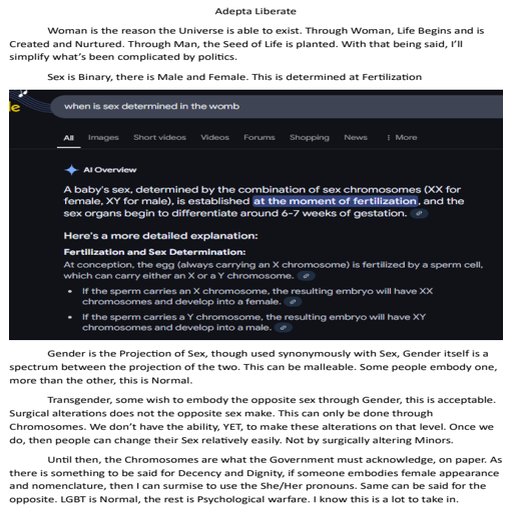 Adepta Liberate
Woman is the reason the Universe is able to exist. Through Woman, Life Begins and is
Created and Nurtured. Through Man, the Seed of Life is planted. With that being said, I'll
simplify what's been complicated by politics.
Sex is Binary, there is Male and Female. This is determined at Fertilization
when is sex determined in the womb
All Images Short videos Videos Forums Shopping News More
AI Overview
A baby's sex, determined by the combination of sex chromosomes (XX for
female, XY for male), is established at the moment of fertilization, and the
sex organs begin to differentiate around 6-7 weeks of gestation.
Here's a more detailed explanation:
Fertilization and Sex Determination:
At conception, the egg (always carrying an X chromosome) is fertilized by a sperm cell,
which can carry either an X or a Y chromosome.
• If the sperm carries an X chromosome, the resulting embryo will have XX
chromosomes and develop into a female.
• If the sperm carries a Y chromosome, the resulting embryo will have XY
chromosomes and develop into a male.
Gender is the Projection of Sex, though used synonymously with Sex, Gender itself is a
spectrum between the projection of the two. This can be malleable. Some people embody one,
more than the other, this is Normal.
Transgender, some wish to embody the opposite sex through Gender, this is acceptable.
Surgical alterations does not the opposite sex make. This can only be done through
Chromosomes. We don't have the ability, YET, to make these alterations on that level. Once we
do, then people can change their Sex relatively easily. Not by surgically altering Minors.
Until then, the Chromosomes are what the Government must acknowledge, on paper. As
there is something to be said for Decency and Dignity, if someone embodies female appearance
and nomenclature, then I can surmise to use the She/Her pronouns. Same can be said for the
opposite. LGBT is Normal, the rest is Psychological warfare. I know this is a lot to take in.